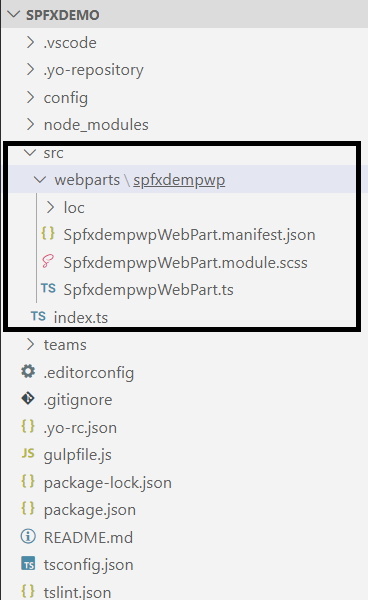 SPFXDEMO
.vscode
.yo-repository
config
node_modules
src
webparts \ spfxdempwp
loc
{} SpfxdempwpWebPart.manifest.json
SpfxdempwpWebPart.module.scss
TS SpfxdempwpWebPart.ts
TS index.ts
teams
.editorconfig
.gitignore
{} .yo-rc.json
JS gulpfile.js
{} package-lock.json
{} package.json
README.md
TS tsconfig.json
{} tslint.json